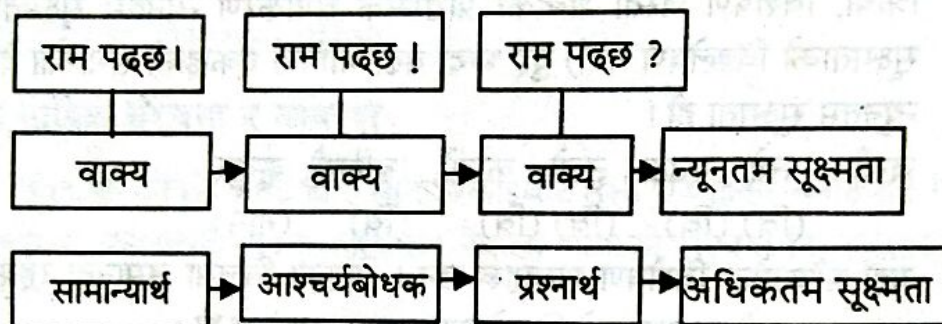 राम पढ्छ। राम पढ्छ ! राम पढ्छ ?
वाक्य वाक्य वाक्य न्यूनतम सूक्ष्मता
सामान्यार्थ आश्चर्यबोधक प्रश्नार्थ अधिकतम सूक्ष्मता